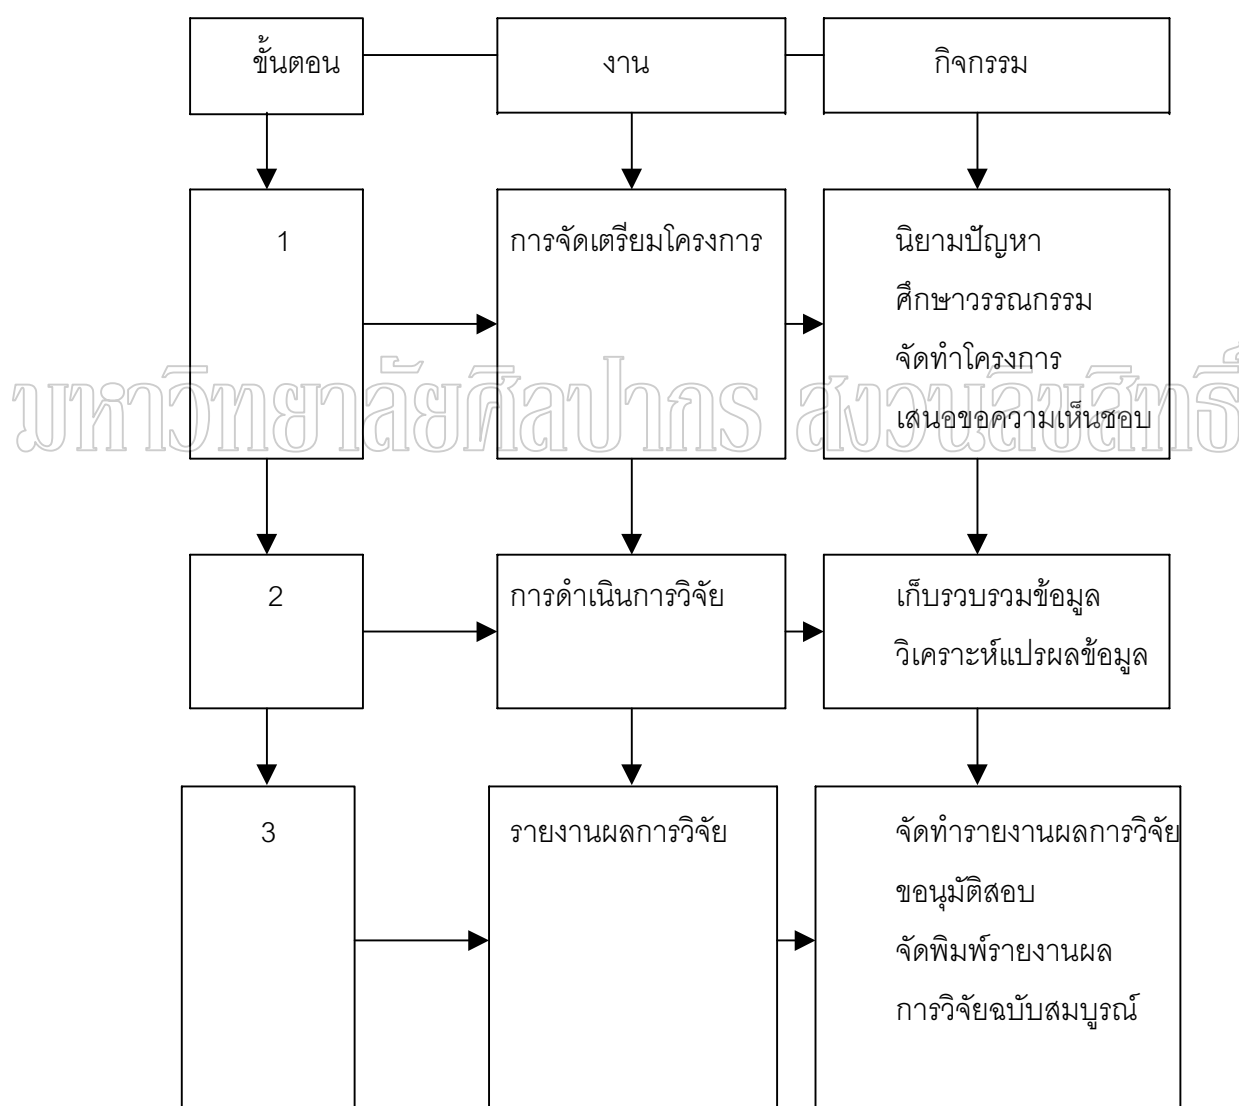 ขั้นตอน งาน กิจกรรม
1 การจัดเตรียมโครงการ นิยามปัญหา
ศึกษาวรรณกรรม
จัดทำโครงการ
มหาวิทยาลัยศิลปากร สงวนลิขสิทธิ์
เสนอขอความเห็นชอบ
2 การดำเนินการวิจัย เก็บรวบรวมข้อมูล
วิเคราะห์แปรผลข้อมูล
3 รายงานผลการวิจัย จัดทำรายงานผลการวิจัย
ขอนุมัติสอบ
จัดพิมพ์รายงานผล
การวิจัยฉบับสมบูรณ์